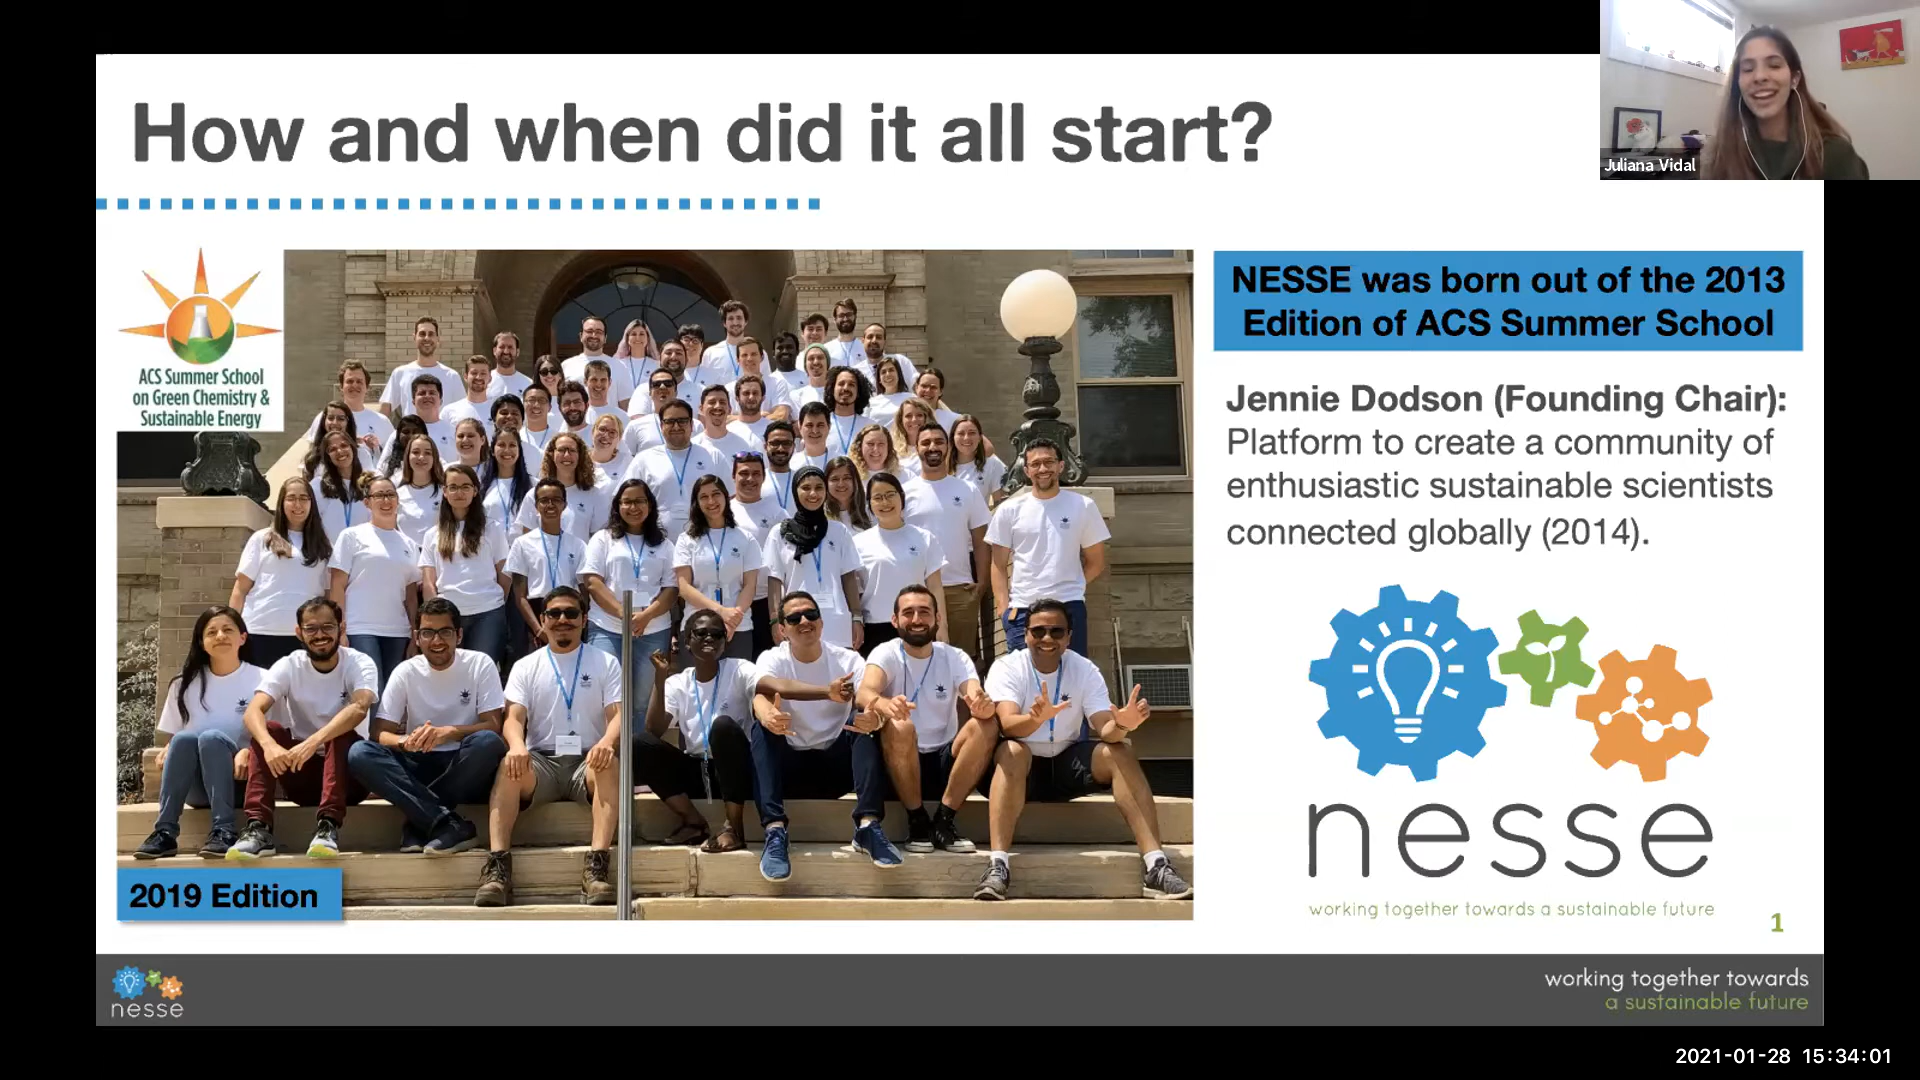 How and when did it all start?
Juliana Vidal
ACS Summer School
on Green Chemistry &
Sustainable Energy
2019 Edition
NESSE was born out of the 2013
Edition of ACS Summer School
Jennie Dodson (Founding Chair):
Platform to create a community of
enthusiastic sustainable scientists
connected globally (2014).
nesse
working together towards a sustainable future
1
nesse
working together towards
a sustainable future
2021-01-28 15:34:01